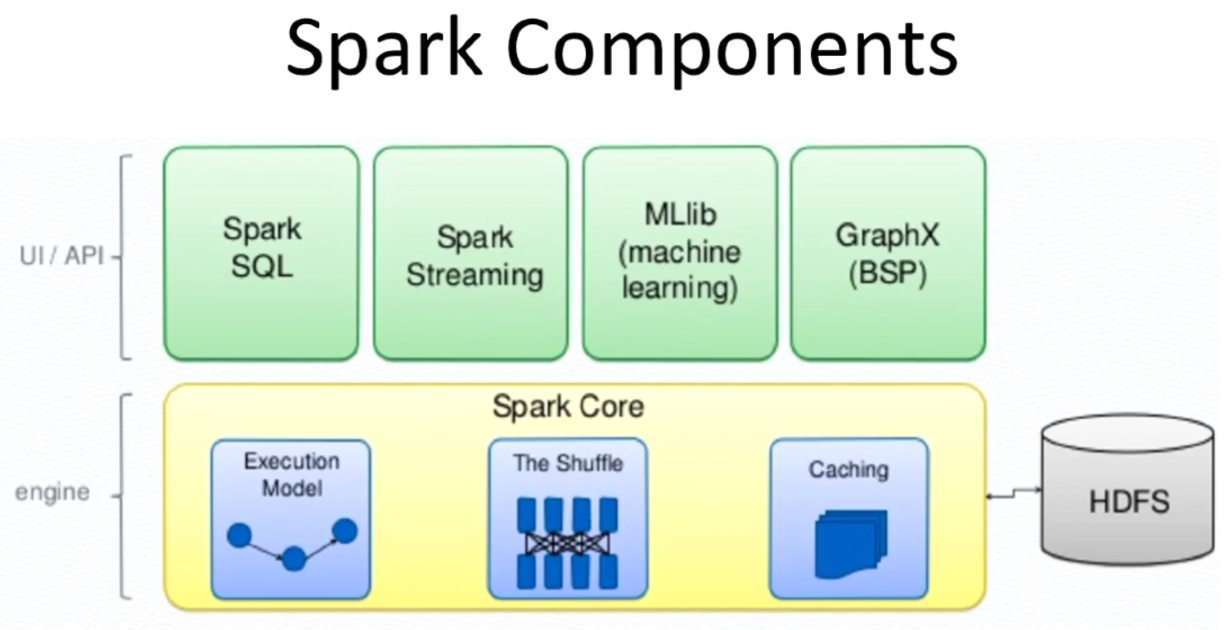 Spark Components
UI / API
Spark
SQL
Spark
Streaming
MLlib
(machine
learning)
GraphX
(BSP)
engine
Spark Core
Execution
Model
The Shuffle
Caching
HDFS